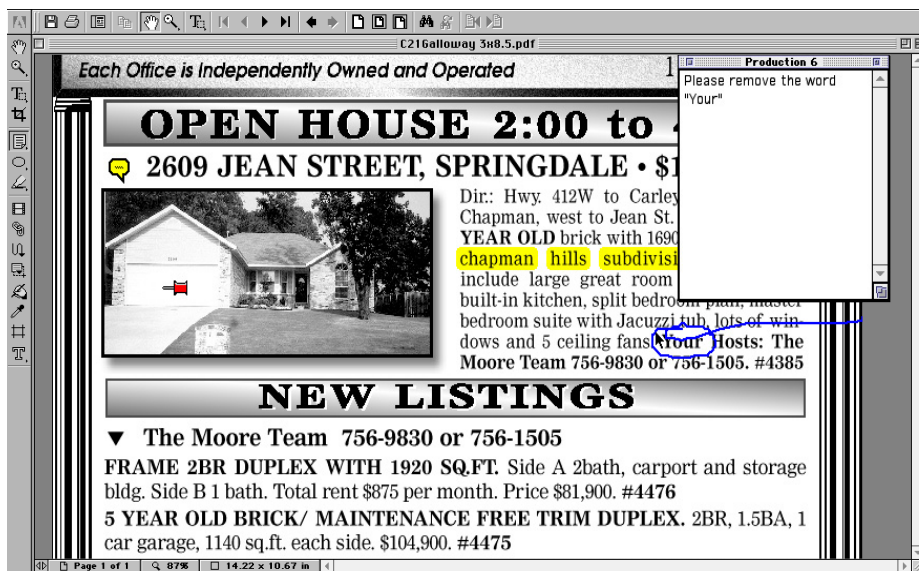 C21Galloway 3x8.5.pdf
Each Office is Independently Owned and Operated
Production 6
Please remove the word
"Your"
OPEN HOUSE 2:00 to
2609 JEAN STREET, SPRINGDALE • $1
Dir.: Hwy. 412W to Carley
Chapman, west to Jean St.
YEAR OLD brick with 1690
chapman hills subdivisi
include large great room
built-in kitchen, split bedroom plan, master
bedroom suite with Jacuzzi tub, lots of win-
dows and 5 ceiling fans. Your Hosts: The
Moore Team 756-9830 or 756-1505. #4385
NEW LISTINGS
▼ The Moore Team 756-9830 or 756-1505
FRAME 2BR DUPLEX WITH 1920 SQ.FT. Side A 2bath, carport and storage
bldg. Side B 1 bath. Total rent $875 per month. Price $81,900. #4476
5 YEAR OLD BRICK/ MAINTENANCE FREE TRIM DUPLEX. 2BR, 1.5BA, 1
car garage, 1140 sq.ft. each side. $104,900. #4475
Page 1 of 1 87% 14.22 x 10.67 in